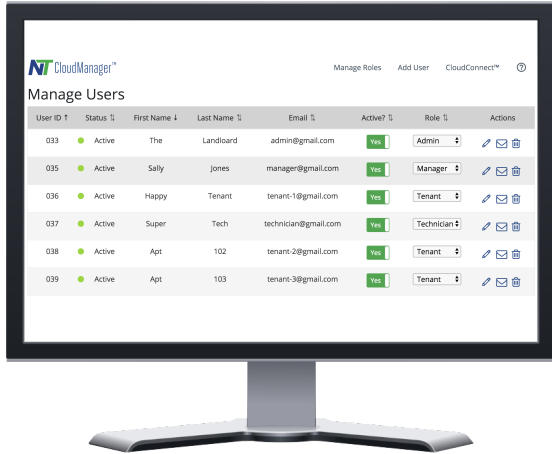 NT CloudManager™
Manage Roles Add User CloudConnect™ ?
Manage Users
User ID ↑ Status ⇅ First Name ↓ Last Name ⇅ Email ⇅ Active? ⇅ Role ⇅ Actions
033 Active The Landloard admin@gmail.com Yes Admin
035 Active Sally Jones manager@gmail.com Yes Manager
036 Active Happy Tenant tenant-1@gmail.com Yes Tenant
037 Active Super Tech technician@gmail.com Yes Technician
038 Active Apt 102 tenant-2@gmail.com Yes Tenant
039 Active Apt 103 tenant-3@gmail.com Yes Tenant